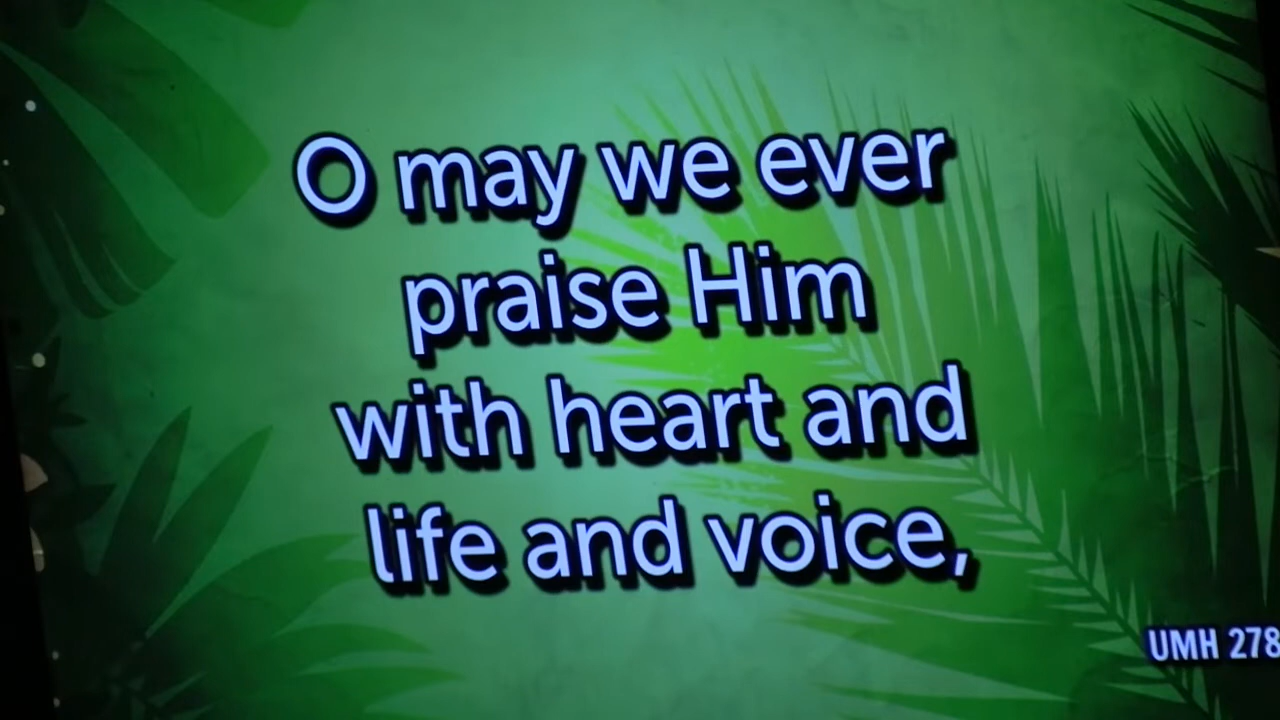 O may we ever
praise Him
with heart and
life and voice,
UMH 278